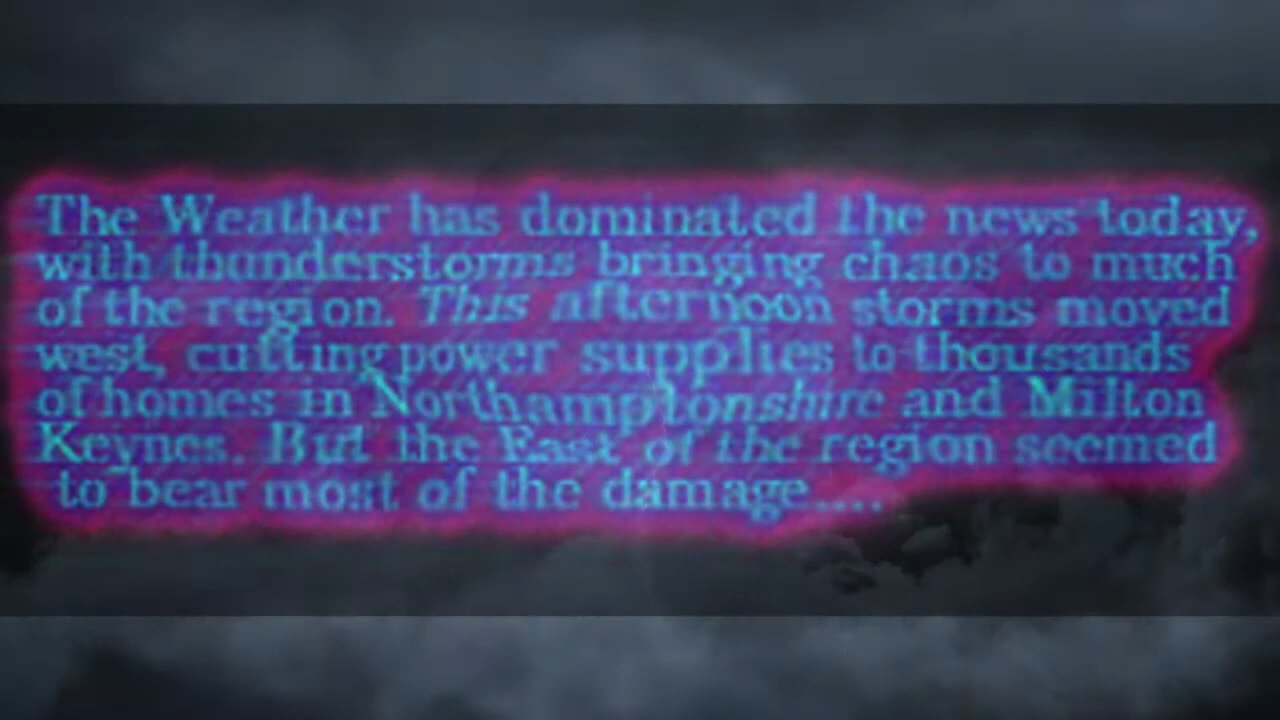 The Weather has dominated the news today,
with thunderstorms bringing chaos to much
of the region. This afternoon storms moved
west, cutting power supplies to thousands
of homes in Northamptonshire and Milton
Keynes. But the East of the region seemed
to bear most of the damage.....